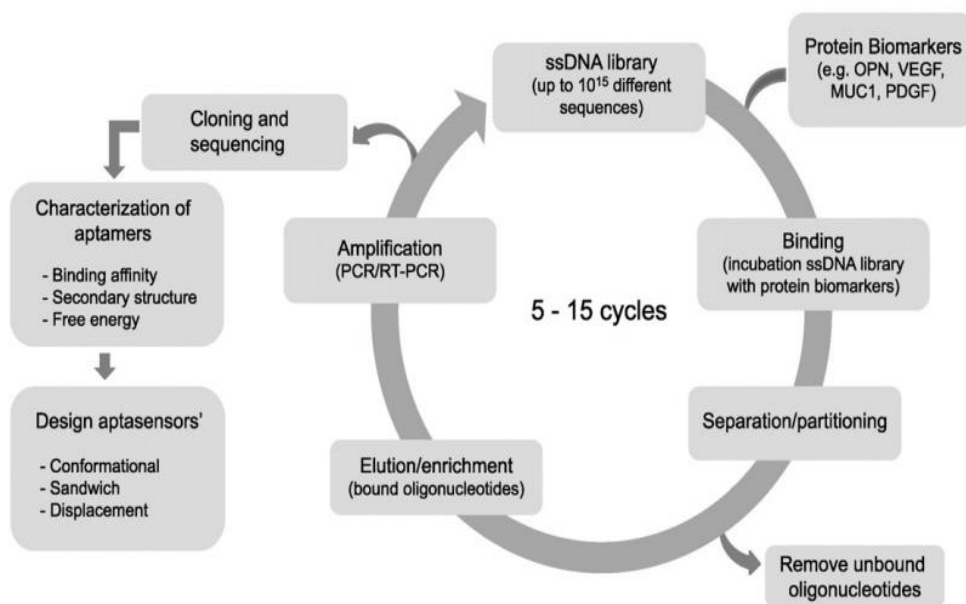 ssDNA library
(up to 10¹⁵ different
sequences)
Protein Biomarkers
(e.g. OPN, VEGF,
MUC1, PDGF)
Binding
(incubation ssDNA library
with protein biomarkers)
Separation/partitioning
Remove unbound
oligonucleotides
Elution/enrichment
(bound oligonucleotides)
Amplification
(PCR/RT-PCR)
5 - 15 cycles
Cloning and
sequencing
Characterization of
aptamers
- Binding affinity
- Secondary structure
- Free energy
Design aptasensors’
- Conformational
- Sandwich
- Displacement